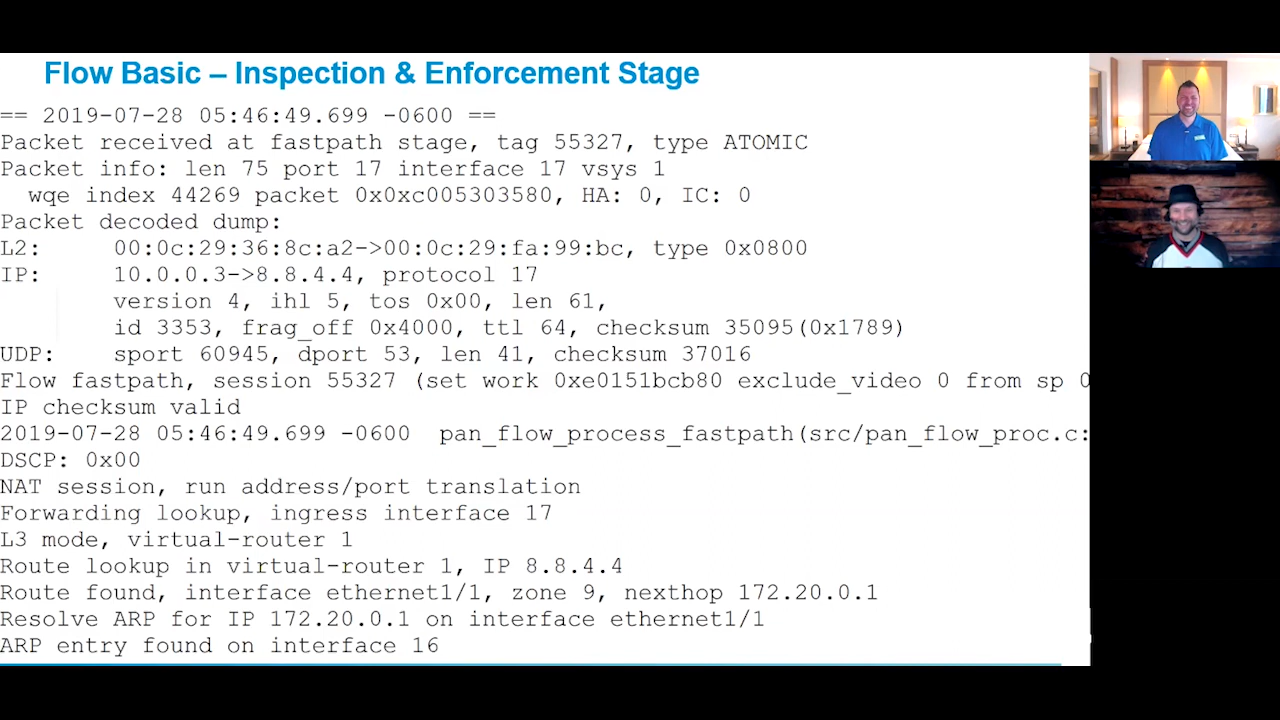 Flow Basic – Inspection & Enforcement Stage
== 2019-07-28 05:46:49.699 -0600 ==
Packet received at fastpath stage, tag 55327, type ATOMIC
Packet info: len 75 port 17 interface 17 vsys 1
wqe index 44269 packet 0x0xc005303580, HA: 0, IC: 0
Packet decoded dump:
L2: 00:0c:29:36:8c:a2->00:0c:29:fa:99:bc, type 0x0800
IP: 10.0.0.3->8.8.4.4, protocol 17
version 4, ihl 5, tos 0x00, len 61,
id 3353, frag_off 0x4000, ttl 64, checksum 35095(0x1789)
UDP: sport 60945, dport 53, len 41, checksum 37016
Flow fastpath, session 55327 (set work 0xe0151bcb80 exclude_video 0 from sp 0
IP checksum valid
2019-07-28 05:46:49.699 -0600 pan_flow_process_fastpath(src/pan_flow_proc.c:
DSCP: 0x00
NAT session, run address/port translation
Forwarding lookup, ingress interface 17
L3 mode, virtual-router 1
Route lookup in virtual-router 1, IP 8.8.4.4
Route found, interface ethernet1/1, zone 9, nexthop 172.20.0.1
Resolve ARP for IP 172.20.0.1 on interface ethernet1/1
ARP entry found on interface 16